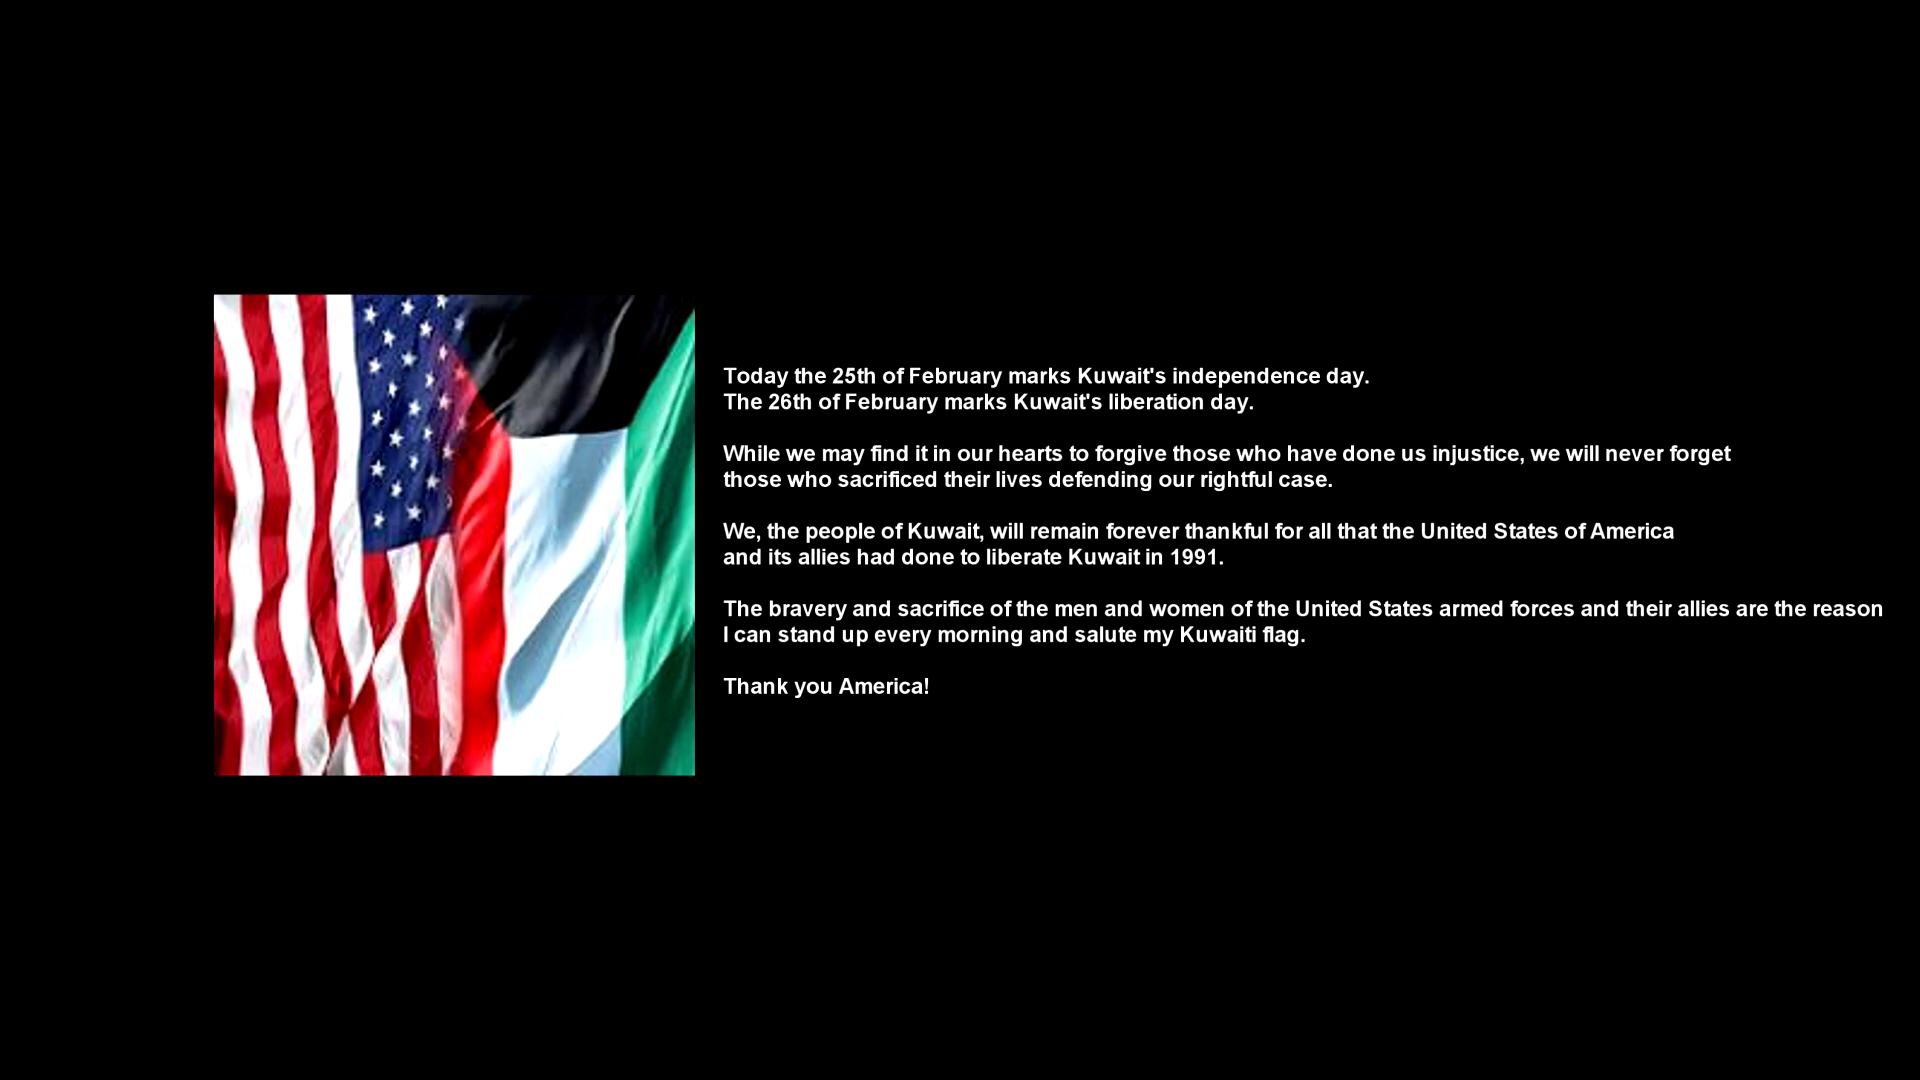 Today the 25th of February marks Kuwait's independence day.
The 26th of February marks Kuwait's liberation day.
While we may find it in our hearts to forgive those who have done us injustice, we will never forget
those who sacrificed their lives defending our rightful case.
We, the people of Kuwait, will remain forever thankful for all that the United States of America
and its allies had done to liberate Kuwait in 1991.
The bravery and sacrifice of the men and women of the United States armed forces and their allies are the reason
I can stand up every morning and salute my Kuwaiti flag.
Thank you America!